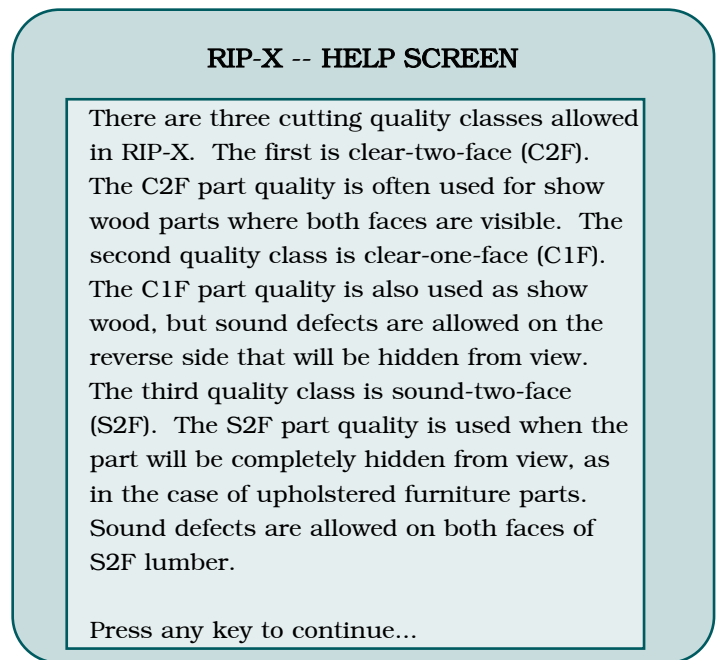 RIP-X -- HELP SCREEN
There are three cutting quality classes allowed
in RIP-X.  The first is clear-two-face (C2F).
The C2F part quality is often used for show
wood parts where both faces are visible.  The
second quality class is clear-one-face (C1F).
The C1F part quality is also used as show
wood, but sound defects are allowed on the
reverse side that will be hidden from view.
The third quality class is sound-two-face
(S2F).  The S2F part quality is used when the
part will be completely hidden from view, as
in the case of upholstered furniture parts.
Sound defects are allowed on both faces of
S2F lumber.
Press any key to continue...